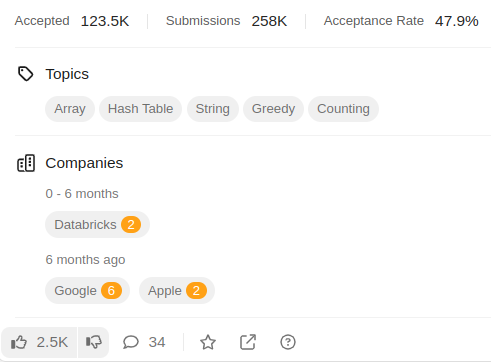 Accepted 123.5K Submissions 258K Acceptance Rate 47.9%
Topics
Array Hash Table String Greedy Counting
Companies
0 - 6 months
Databricks 2
6 months ago
Google 6 Apple 2
2.5K 34